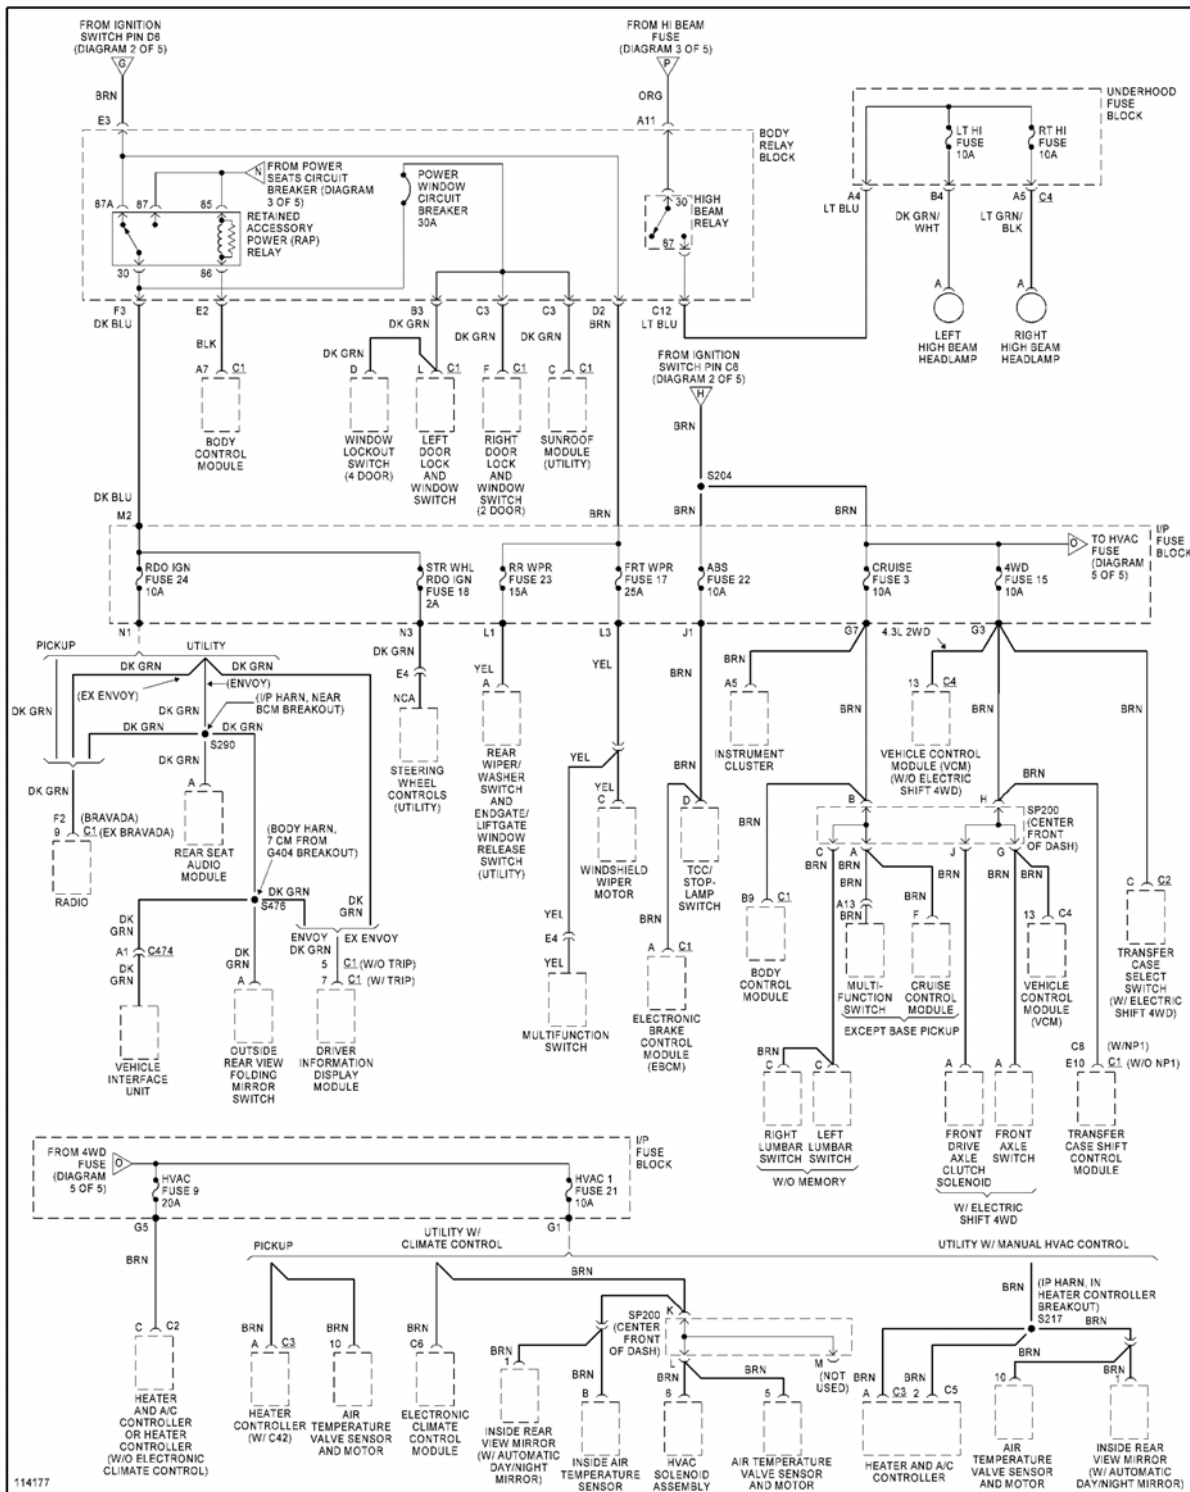 FROM IGNITION
SWITCH PIN D6
(DIAGRAM 2 OF 5)
G
BRN
E3
FROM HI BEAM
FUSE
(DIAGRAM 3 OF 5)
P
ORG
A11
UNDERHOOD
FUSE
BLOCK
LT HI
FUSE
10A
RT HI
FUSE
10A
A4
LT BLU
B4
DK GRN/
WHT
A5
C4
LT GRN/
BLK
A
A
LEFT
HIGH BEAM
HEADLAMP
RIGHT
HIGH BEAM
HEADLAMP
BODY
RELAY
BLOCK
N
FROM POWER
SEATS CIRCUIT
BREAKER (DIAGRAM
3 OF 5)
87A
87
85
RETAINED
ACCESSORY
POWER (RAP)
RELAY
30
86
POWER
WINDOW
CIRCUIT
BREAKER
30A
30
HIGH
BEAM
RELAY
87
F3
DK BLU
E2
BLK
B3
DK GRN
C3
DK GRN
C3
DK GRN
D2
BRN
C12
LT BLU
DK GRN
A7
C1
D
L
C1
F
C1
C
C1
BODY
CONTROL
MODULE
WINDOW
LOCKOUT
SWITCH
(4 DOOR)
LEFT
DOOR
LOCK
AND
WINDOW
SWITCH
RIGHT
DOOR
LOCK
AND
WINDOW
SWITCH
(2 DOOR)
SUNROOF
MODULE
(UTILITY)
FROM IGNITION
SWITCH PIN C6
(DIAGRAM 2 OF 5)
H
BRN
S204
DK BLU
M2
BRN
BRN
BRN
I/P
FUSE
BLOCK
RDO IGN
FUSE 24
10A
STR WHL
RDO IGN
FUSE 18
2A
RR WPR
FUSE 23
15A
FRT WPR
FUSE 17
25A
ABS
FUSE 22
10A
CRUISE
FUSE 3
10A
4WD
FUSE 15
10A
O
TO HVAC
FUSE
(DIAGRAM
5 OF 5)
N1
N3
L1
L3
J1
G7
G3
PICKUP
UTILITY
DK GRN
DK GRN
(EX ENVOY)
(ENVOY)
DK GRN
DK GRN
(I/P HARN, NEAR
BCM BREAKOUT)
DK GRN
DK GRN
S290
DK GRN
DK GRN
F2
(BRAVADA)
9
C1
(EX BRAVADA)
RADIO
A
REAR SEAT
AUDIO
MODULE
(BODY HARN,
7 CM FROM
G404 BREAKOUT)
DK GRN
S476
DK
GRN
DK
GRN
A1
C474
DK
GRN
VEHICLE
INTERFACE
UNIT
DK
GRN
A
OUTSIDE
REAR VIEW
FOLDING
MIRROR
SWITCH
ENVOY
EX ENVOY
DK GRN
5
C1
(W/O TRIP)
7
C1
(W/ TRIP)
DRIVER
INFORMATION
DISPLAY
MODULE
DK GRN
E4
NCA
STEERING
WHEEL
CONTROLS
(UTILITY)
YEL
A
REAR
WIPER/
WASHER
SWITCH
AND
ENDGATE/
LIFTGATE
WINDOW
RELEASE
SWITCH
(UTILITY)
YEL
YEL
YEL
C
WINDSHIELD
WIPER
MOTOR
YEL
E4
YEL
MULTIFUNCTION
SWITCH
BRN
D
TCC/
STOP-
LAMP
SWITCH
BRN
A
C1
ELECTRONIC
BRAKE
CONTROL
MODULE
(EBCM)
BRN
A5
INSTRUMENT
CLUSTER
BRN
4.3L 2WD
13
C4
VEHICLE CONTROL
MODULE (VCM)
(W/O ELECTRIC
SHIFT 4WD)
BRN
BRN
BRN
B
H
SP200
(CENTER
FRONT
OF DASH)
C
A
J
G
BRN
BRN
BRN
BRN
BRN
B9
C1
BODY
CONTROL
MODULE
BRN
A13
BRN
MULTI-
FUNCTION
SWITCH
F
CRUISE
CONTROL
MODULE
EXCEPT BASE PICKUP
13
C4
VEHICLE
CONTROL
MODULE
(VCM)
C
C2
TRANSFER
CASE
SELECT
SWITCH
(W/ ELECTRIC
SHIFT 4WD)
BRN
C
C
RIGHT
LUMBAR
SWITCH
LEFT
LUMBAR
SWITCH
W/O MEMORY
A
A
FRONT
DRIVE
AXLE
CLUTCH
SOLENOID
FRONT
AXLE
SWITCH
W/ ELECTRIC
SHIFT 4WD
C8
(W/NP1)
E10
C1
(W/O NP1)
TRANSFER
CASE SHIFT
CONTROL
MODULE
FROM 4WD
FUSE
(DIAGRAM
5 OF 5)
O
HVAC
FUSE 9
20A
HVAC 1
FUSE 21
10A
I/P
FUSE
BLOCK
G5
G1
BRN
C
C2
HEATER
AND A/C
CONTROLLER
OR HEATER
CONTROLLER
(W/O ELECTRONIC
CLIMATE CONTROL)
PICKUP
UTILITY W/
CLIMATE CONTROL
UTILITY W/ MANUAL HVAC CONTROL
BRN
A
C3
HEATER
CONTROLLER
(W/ C42)
BRN
10
AIR
TEMPERATURE
VALVE SENSOR
AND MOTOR
BRN
C6
ELECTRONIC
CLIMATE
CONTROL
MODULE
BRN
BRN
1
INSIDE REAR
VIEW MIRROR
(W/ AUTOMATIC
DAY/NIGHT
MIRROR)
BRN
B
INSIDE AIR
TEMPERATURE
SENSOR
K
SP200
(CENTER
FRONT
OF DASH)
L
M
(NOT
USED)
BRN
6
HVAC
SOLENOID
ASSEMBLY
BRN
5
AIR TEMPERATURE
VALVE SENSOR
AND MOTOR
BRN
(IP HARN, IN
HEATER CONTROLLER
BREAKOUT)
S217
BRN
BRN
BRN
BRN
A
C3
2
C5
HEATER AND A/C
CONTROLLER
10
AIR
TEMPERATURE
VALVE SENSOR
AND MOTOR
1
INSIDE REAR
VIEW MIRROR
(W/ AUTOMATIC
DAY/NIGHT MIRROR)
114177